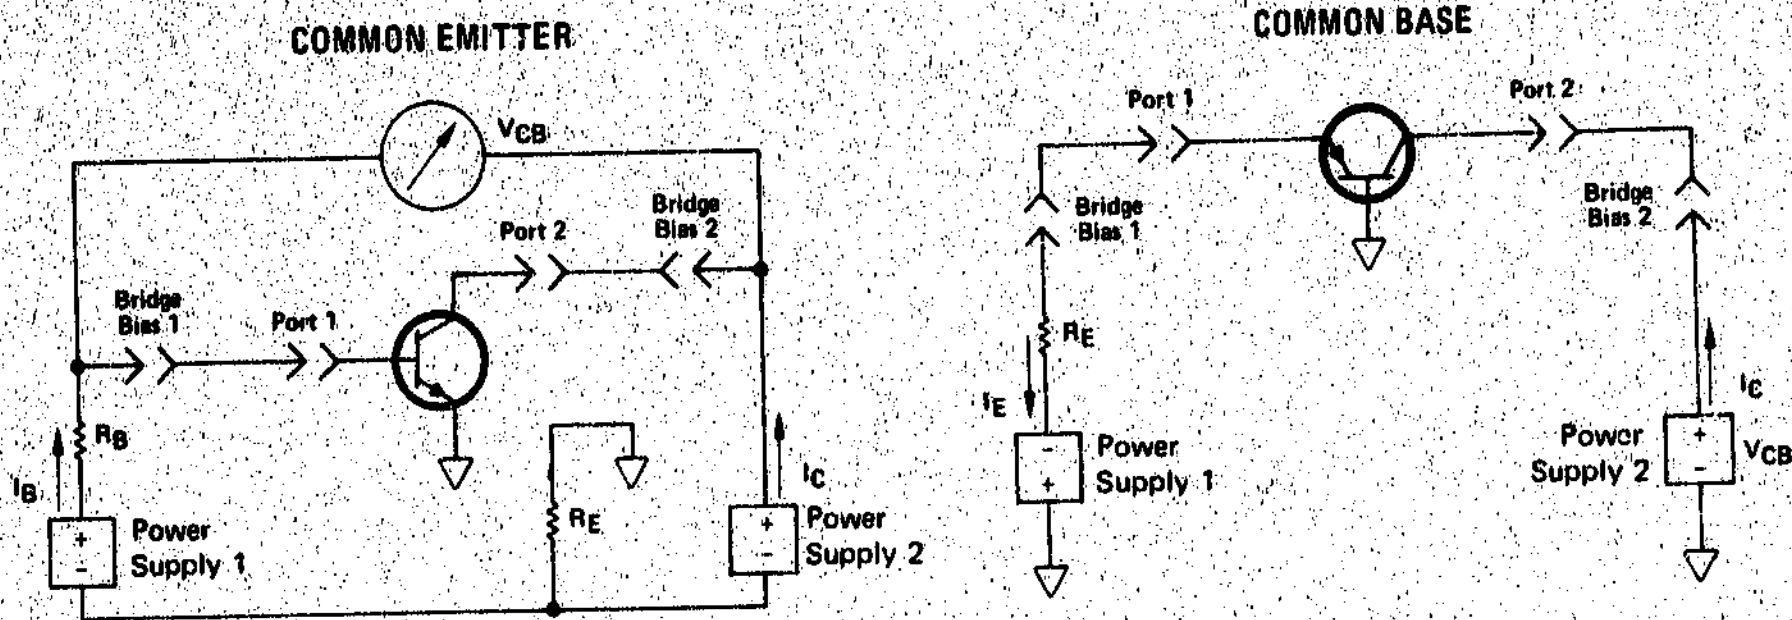 COMMON EMITTER
VCB
Port 2
Bridge
Bias 2
Bridge
Bias 1
Port 1
RB
IB
+
-
Power
Supply 1
RE
IC
+
-
Power
Supply 2
COMMON BASE
Port 1
Port 2
Bridge
Bias 1
Bridge
Bias 2
RE
IE
-
+
Power
Supply 1
IC
Power
Supply 2
+
-
VCB